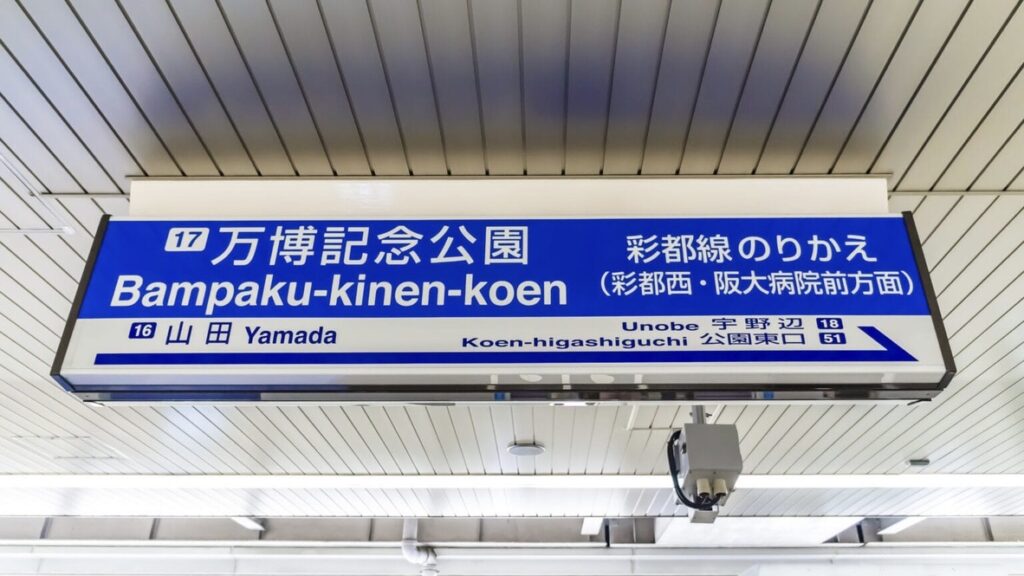 17 万博記念公園
Bampaku-kinen-koen
彩都線のりかえ
(彩都西・阪大病院前方面)
16 山田 Yamada
Unobe 宇野辺 18
Koen-higashiguchi 公園東口 51